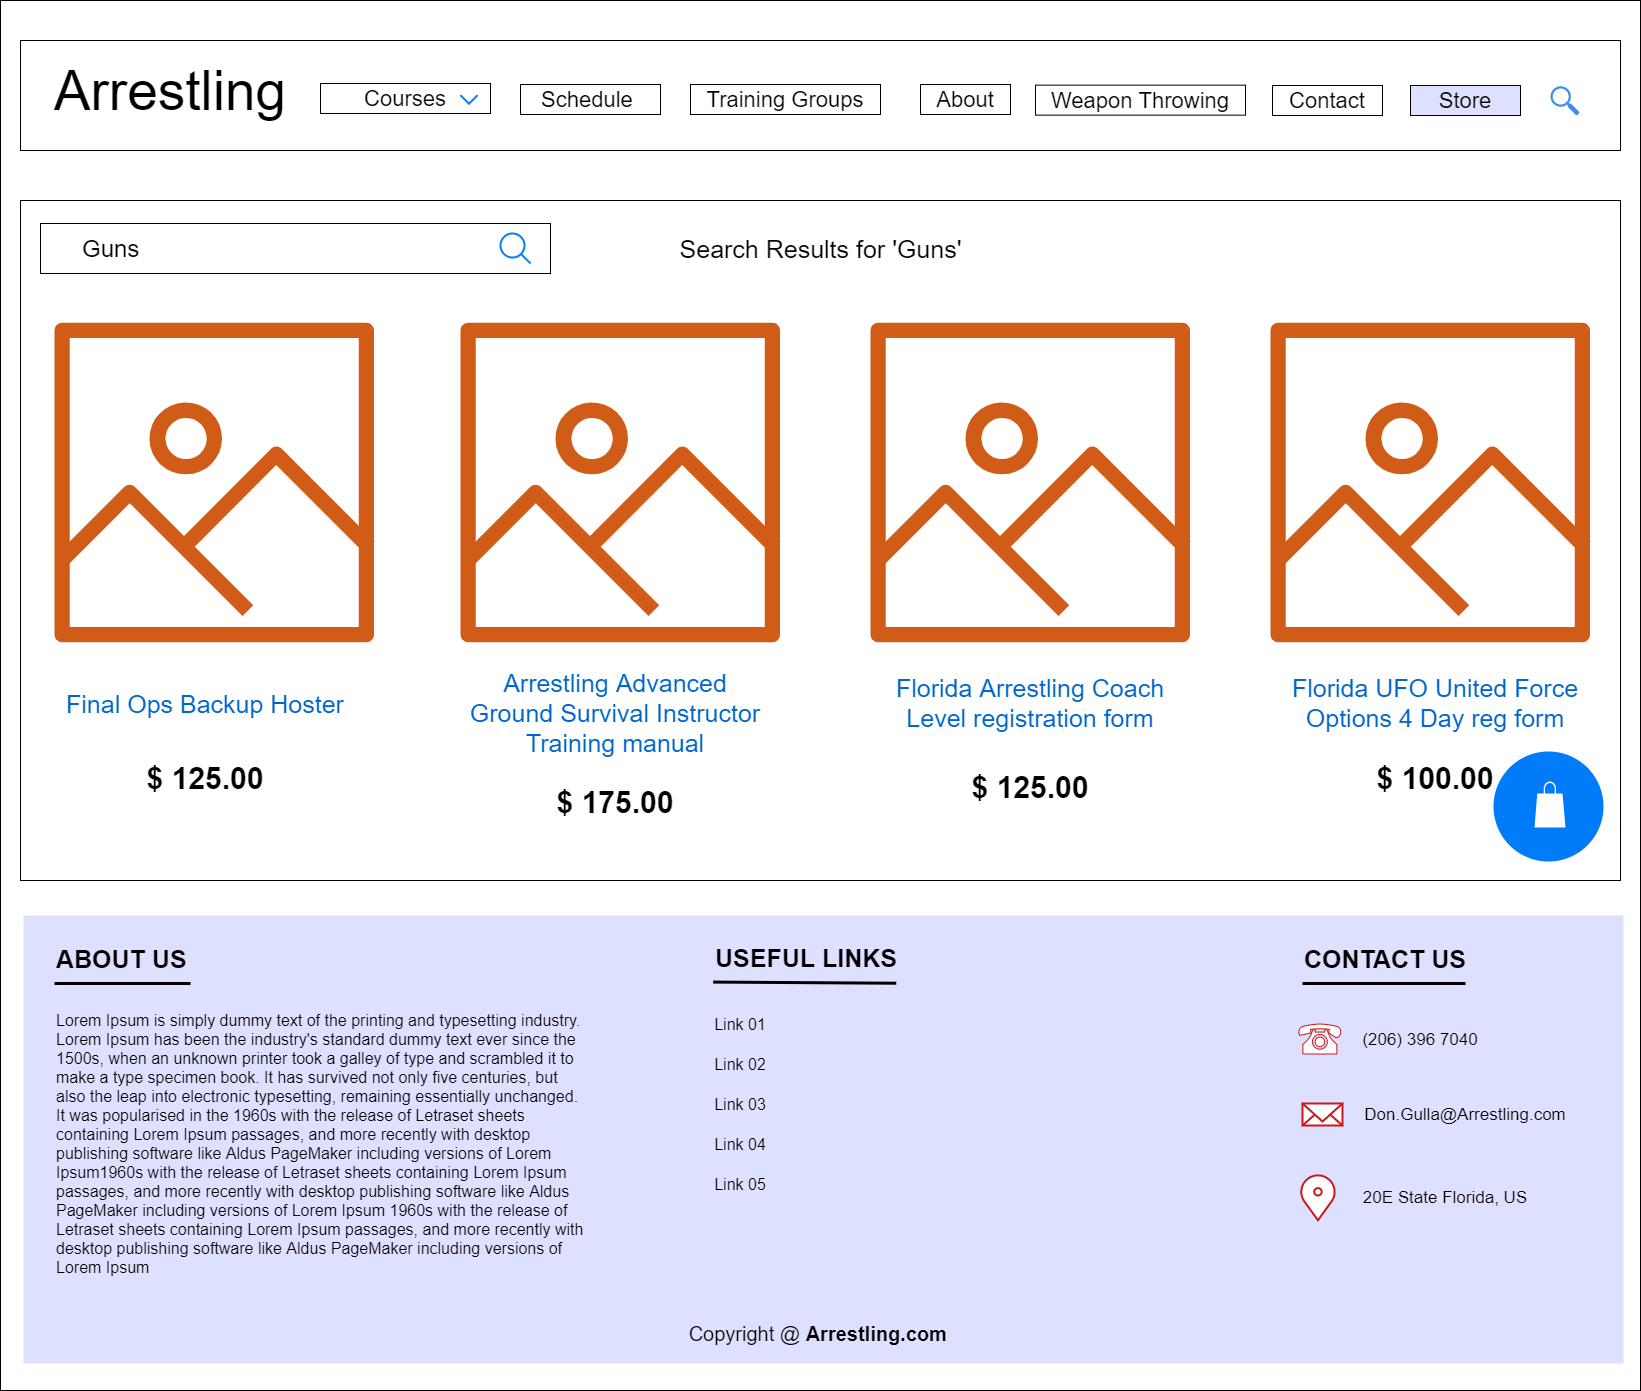 Arrestling
Courses
Schedule
Training Groups
About
Weapon Throwing
Contact
Store
Guns
Search Results for 'Guns'
Final Ops Backup Hoster
$ 125.00
Arrestling Advanced
Ground Survival Instructor
Training manual
$ 175.00
Florida Arrestling Coach
Level registration form
$ 125.00
Florida UFO United Force
Options 4 Day reg form
$ 100.00
ABOUT US
Lorem Ipsum is simply dummy text of the printing and typesetting industry.
Lorem Ipsum has been the industry's standard dummy text ever since the
1500s, when an unknown printer took a galley of type and scrambled it to
make a type specimen book. It has survived not only five centuries, but
also the leap into electronic typesetting, remaining essentially unchanged.
It was popularised in the 1960s with the release of Letraset sheets
containing Lorem Ipsum passages, and more recently with desktop
publishing software like Aldus PageMaker including versions of Lorem
Ipsum1960s with the release of Letraset sheets containing Lorem Ipsum
passages, and more recently with desktop publishing software like Aldus
PageMaker including versions of Lorem Ipsum 1960s with the release of
Letraset sheets containing Lorem Ipsum passages, and more recently with
desktop publishing software like Aldus PageMaker including versions of
Lorem Ipsum
USEFUL LINKS
Link 01
Link 02
Link 03
Link 04
Link 05
CONTACT US
(206) 396 7040
Don.Gulla@Arrestling.com
20E State Florida, US
Copyright @ Arrestling.com